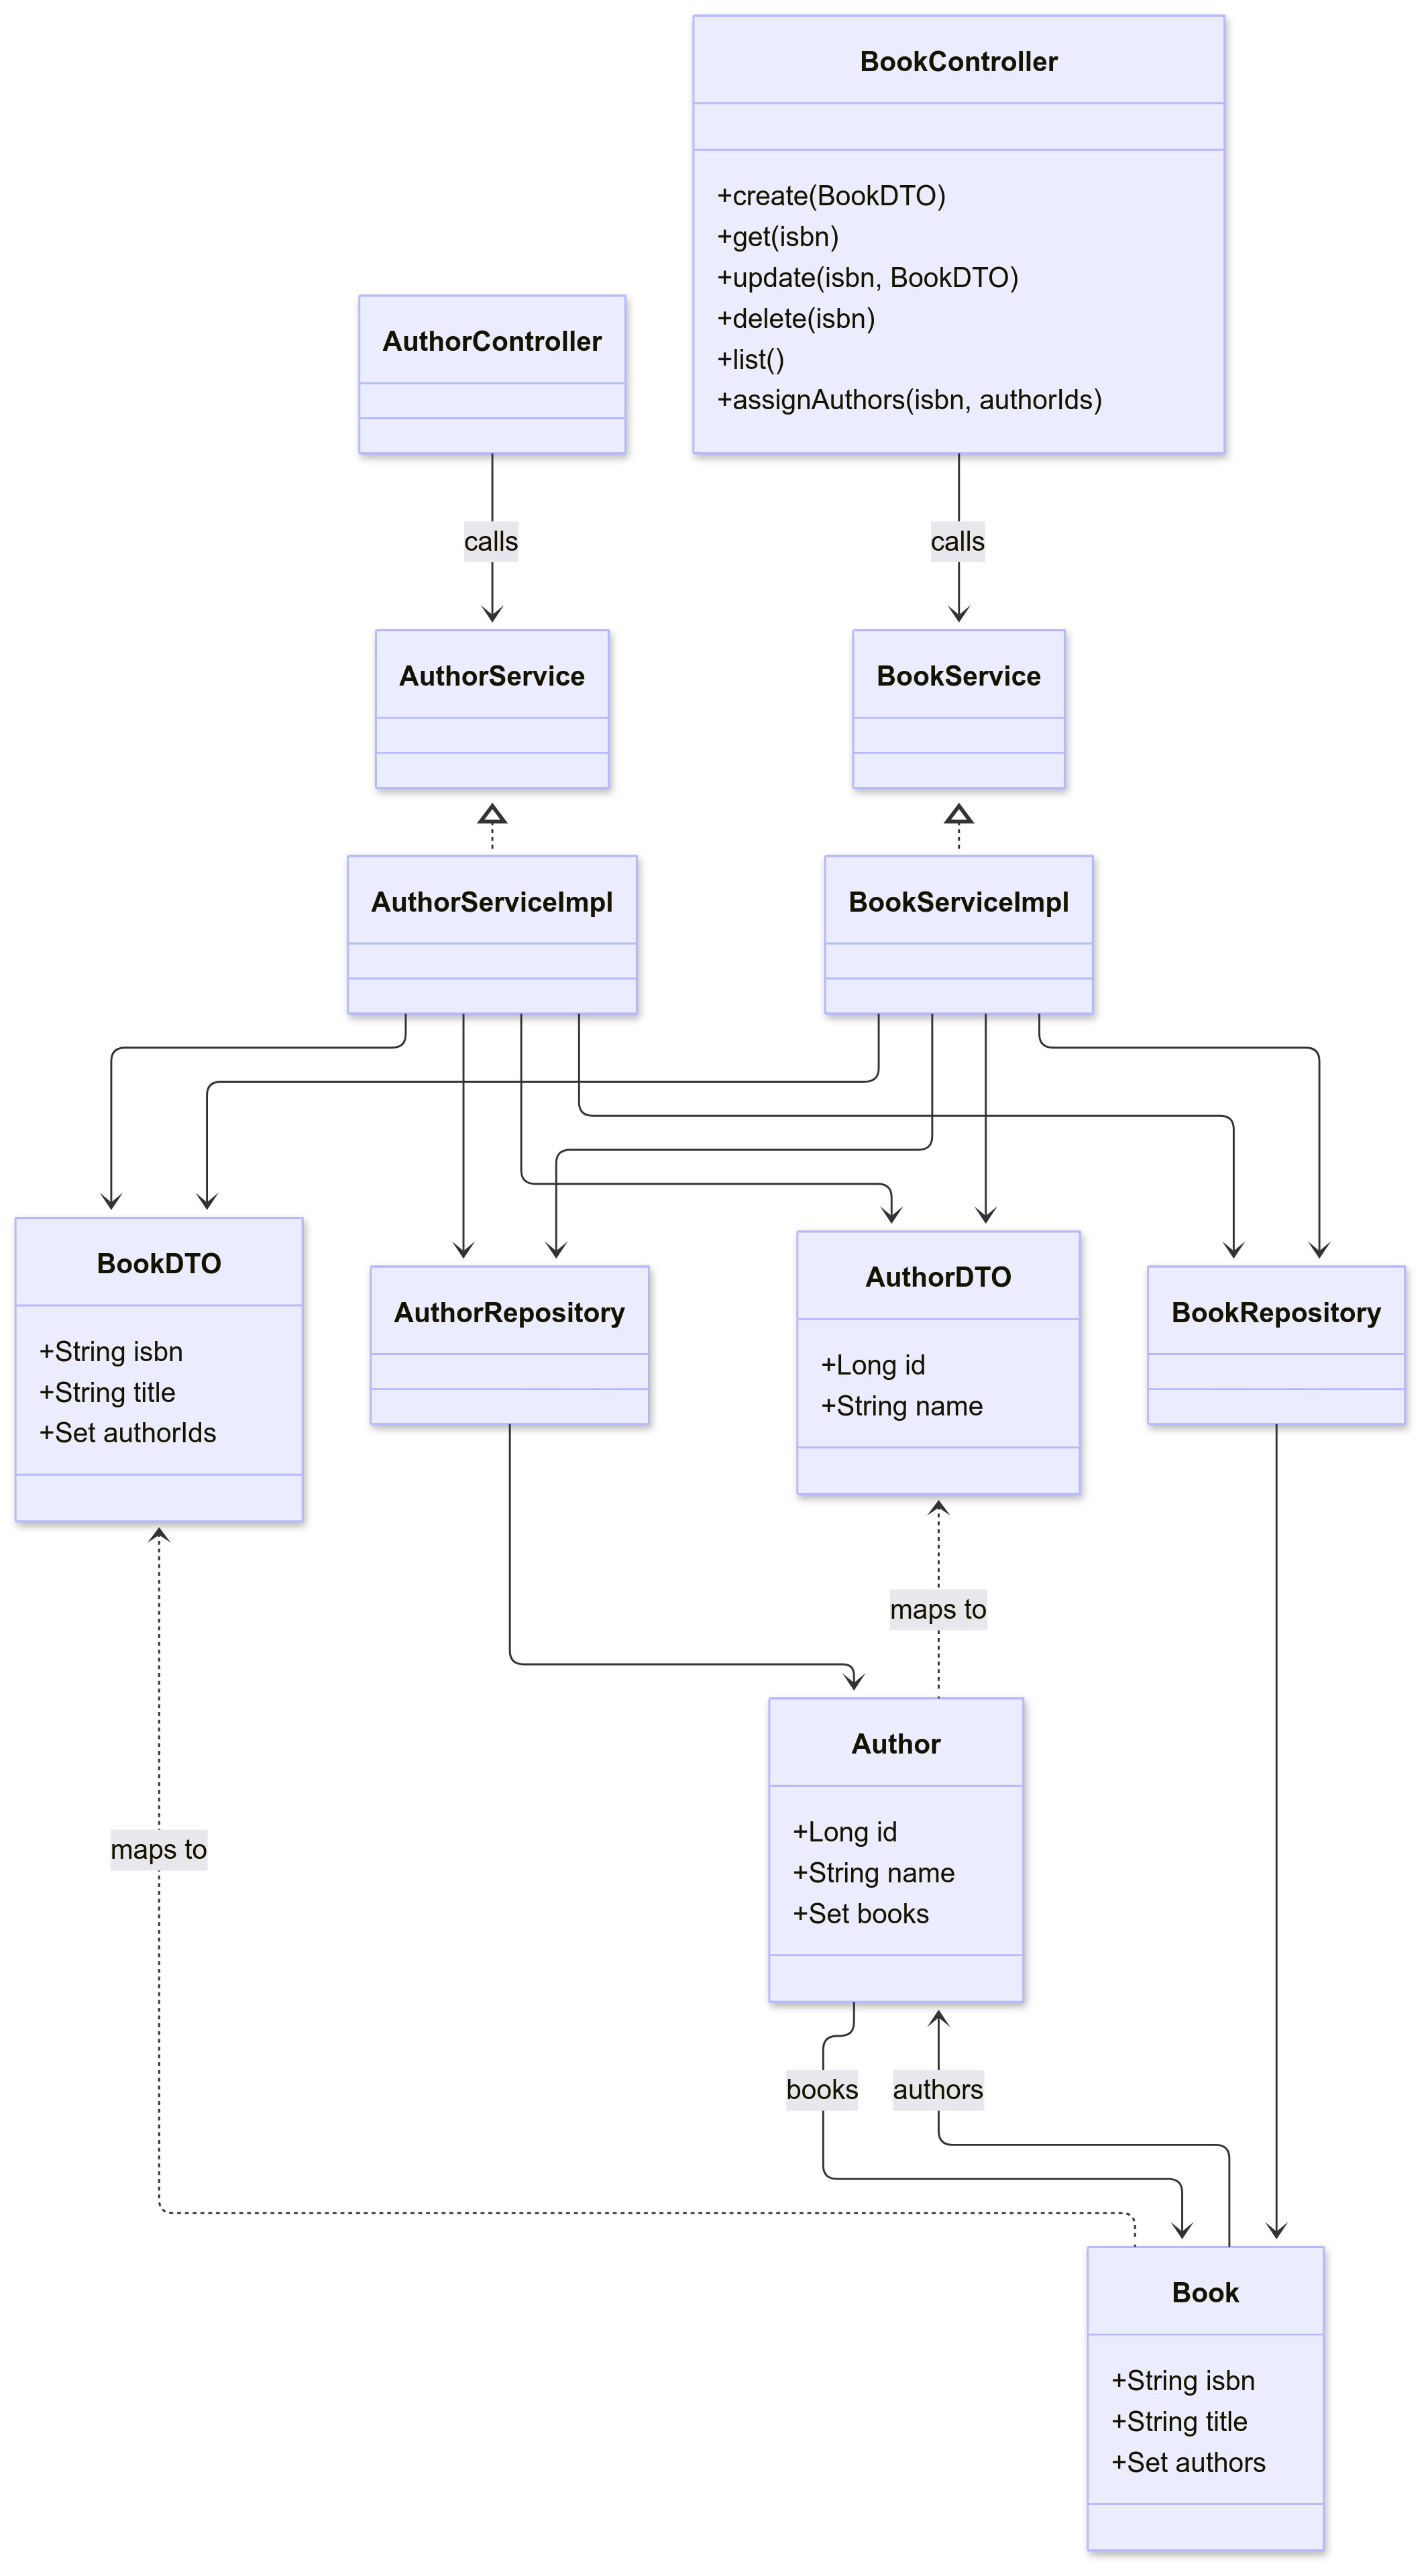 BookController
+create(BookDTO)
+get(isbn)
+update(isbn, BookDTO)
+delete(isbn)
+list()
+assignAuthors(isbn, authorIds)
AuthorController
calls
calls
AuthorService
BookService
AuthorServiceImpl
BookServiceImpl
BookDTO
+String isbn
+String title
+Set authorIds
AuthorRepository
AuthorDTO
+Long id
+String name
BookRepository
maps to
Author
+Long id
+String name
+Set books
maps to
books
authors
Book
+String isbn
+String title
+Set authors